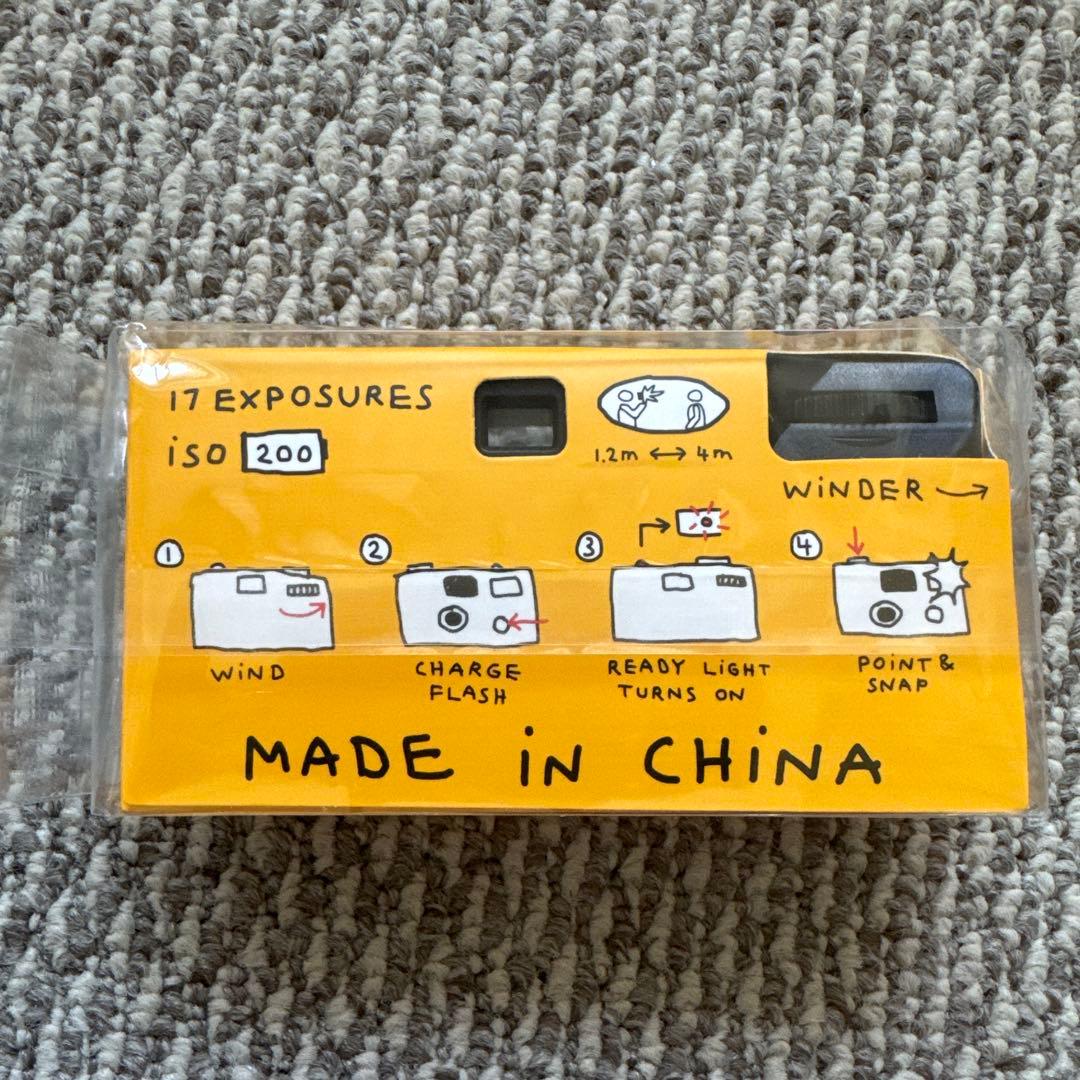 17 EXPOSURES
iSO 200
1.2m ↔ 4m
WiNDER →
1
WiND
2
CHARGE
FLASH
3
READY LiGHT
TURNS ON
4
POiNT &
SNAP
MADE iN CHiNA